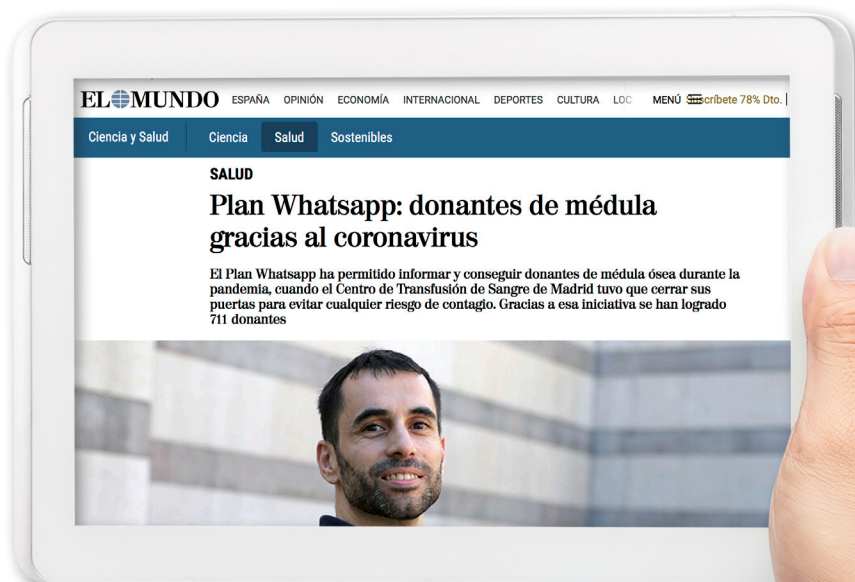 EL MUNDO ESPAÑA OPINIÓN ECONOMÍA INTERNACIONAL DEPORTES CULTURA LOC MENÚ Suscríbete 78% Dto.
Ciencia y Salud Ciencia Salud Sostenibles
SALUD
Plan Whatsapp: donantes de médula
gracias al coronavirus
El Plan Whatsapp ha permitido informar y conseguir donantes de médula ósea durante la
pandemia, cuando el Centro de Transfusión de Sangre de Madrid tuvo que cerrar sus
puertas para evitar cualquier riesgo de contagio. Gracias a esa iniciativa se han logrado
711 donantes